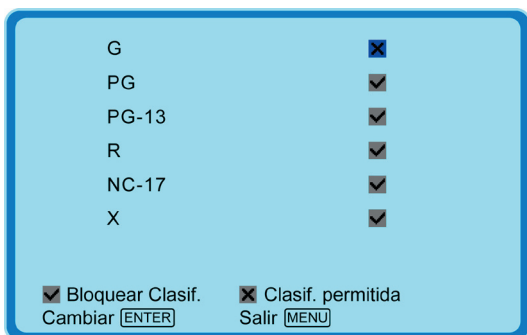 G
PG
PG-13
R
NC-17
X
Bloquear Clasif. Clasif. permitida
Cambiar ENTER Salir MENU